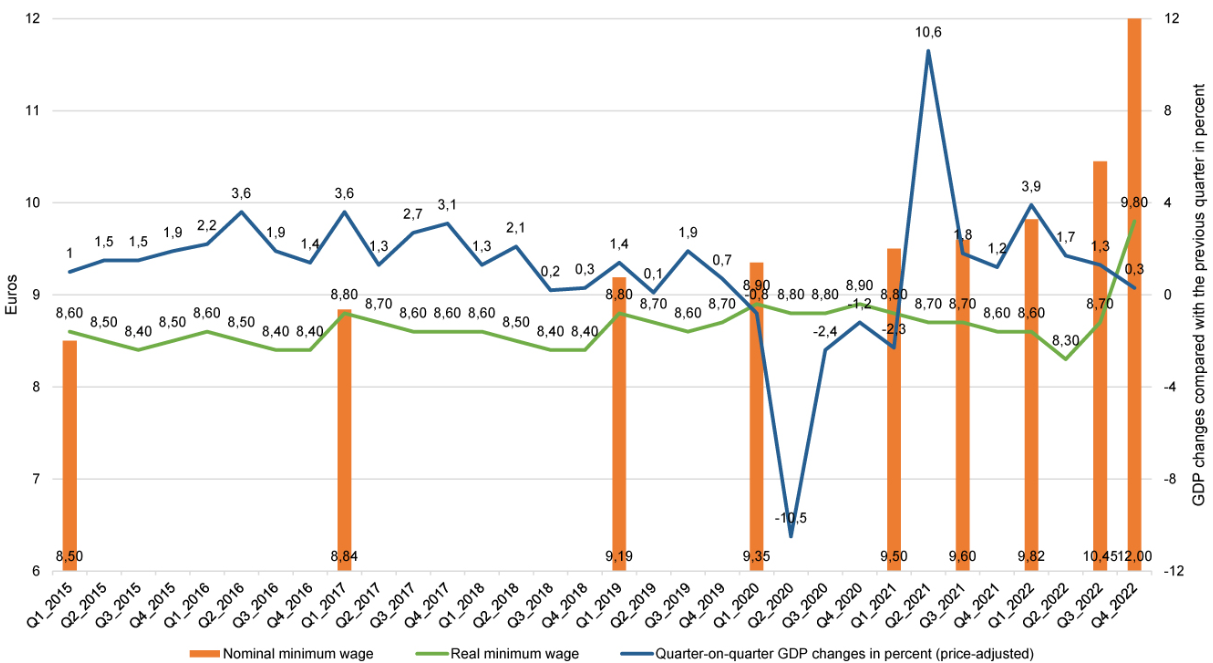 12
11
10
9
8
7
6
Euros
12
8
4
0
-4
-8
-12
GDP changes compared with the previous quarter in percent
1
1,5
1,5
1,9
2,2
3,6
1,9
1,4
3,6
1,3
2,7
3,1
1,3
2,1
0,2
0,3
1,4
0,1
1,9
0,7
-0,8
-10,5
-2,4
-1,2
-2,3
10,6
1,8
1,2
3,9
1,7
1,3
0,3
8,60
8,50
8,40
8,50
8,60
8,50
8,40
8,40
8,80
8,70
8,60
8,60
8,60
8,50
8,40
8,40
8,80
8,70
8,60
8,70
8,90
8,80
8,80
8,90
8,80
8,70
8,70
8,60
8,60
8,30
8,70
9,80
8,50
8,84
9,19
9,35
9,50
9,60
9,82
10,45
12,00
Q1_2015
Q2_2015
Q3_2015
Q4_2015
Q1_2016
Q2_2016
Q3_2016
Q4_2016
Q1_2017
Q2_2017
Q3_2017
Q4_2017
Q1_2018
Q2_2018
Q3_2018
Q4_2018
Q1_2019
Q2_2019
Q3_2019
Q4_2019
Q1_2020
Q2_2020
Q3_2020
Q4_2020
Q1_2021
Q2_2021
Q3_2021
Q4_2021
Q1_2022
Q2_2022
Q3_2022
Q4_2022
Nominal minimum wage
Real minimum wage
Quarter-on-quarter GDP changes in percent (price-adjusted)